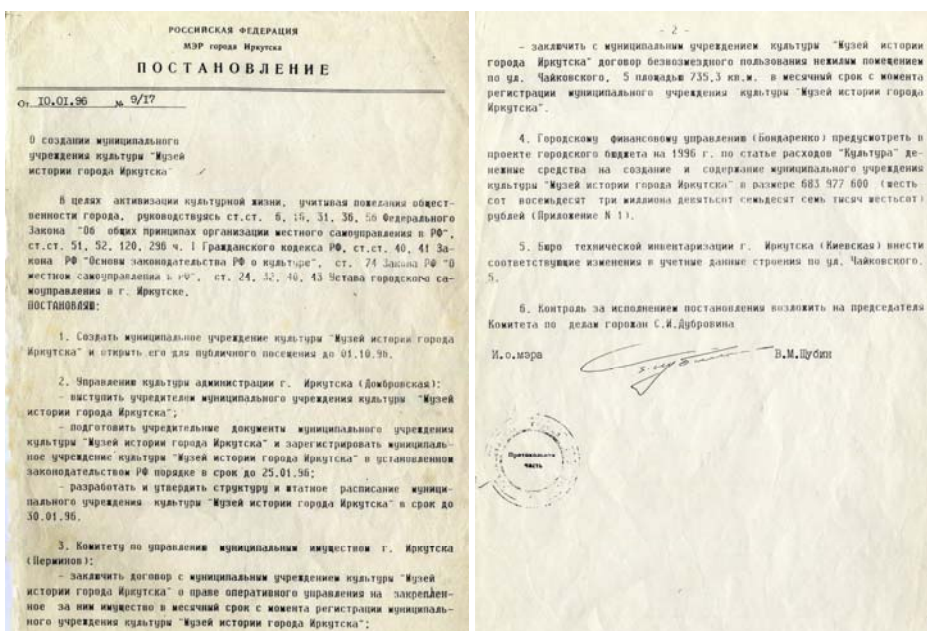 РОССИЙСКАЯ ФЕДЕРАЦИЯ
МЭР города Иркутска
ПОСТАНОВЛЕНИЕ
От 10.01.96 № 9/17
О создании муниципального
учреждения культуры "Музей
истории города Иркутска"
В целях активизации культурной жизни, учитывая пожелания общест-
венности города, руководствуясь ст.ст. 6, 31, 36, 56 Федерального
Закона "Об общих принципах организации местного самоуправления в РФ",
ст.ст. 51, 52, 120, 296 ч. I Гражданского кодекса РФ, ст.ст. 40, 41 За-
кона РФ "Основы законодательства РФ о культуре", ст. 74 Закона РФ "О
местном самоуправлении в РФ", ст. 24, 32, 40, 43 Устава городского са-
моуправления в г. Иркутске,
ПОСТАНОВЛЯЮ:
1. Создать муниципальное учреждение культуры "Музей истории города
Иркутска" и открыть его для публичного посещения до 01.10.96.
2. Управлению культуры администрации г. Иркутска (Домбровская):
- выступить учредителем муниципального учреждения культуры "Музей
истории города Иркутска";
- подготовить учредительные документы муниципального учреждения
культуры "Музей истории города Иркутска" и зарегистрировать муниципаль-
ное учреждение культуры "Музей истории города Иркутска" в установленном
законодательством РФ порядке в срок до 25.01.96;
- разработать и утвердить структуру и штатное расписание муници-
пального учреждения культуры "Музей истории города Иркутска" в срок до
30.01.96.
3. Комитету по управлению муниципальным имуществом г. Иркутска
(Перминов):
- заключить договор с муниципальным учреждением культуры "Музей
истории города Иркутска" о праве оперативного управления на закреплен-
ное за ним имущество в месячный срок с момента регистрации муниципаль-
ного учреждения культуры "Музей истории города Иркутска";
- 2 -
- заключить с муниципальным учреждением культуры "Музей истории
города Иркутска" договор безвозмездного пользования нежилым помещением
по ул. Чайковского, 5 площадью 735,3 кв.м. в месячный срок с момента
регистрации муниципального учреждения культуры "Музей истории города
Иркутска".
4. Городскому финансовому управлению (Бондаренко) предусмотреть в
проекте городского бюджета на 1996 г. по статье расходов "Культура" де-
нежные средства на создание и содержание муниципального учреждения
культуры "Музей истории города Иркутска" в размере 683 977 600 (шесть-
сот восемьдесят три миллиона девятьсот семьдесят семь тысяч шестьсот)
рублей (Приложение N 1).
5. Бюро технической инвентаризации г. Иркутска (Киевская) внести
соответствующие изменения в учетные данные строения по ул. Чайковского,
5.
6. Контроль за исполнением постановления возложить на председателя
Комитета по делам горожан С.И.Дубровина
И.о.мэра В.М.Щубин
Протокольная
часть